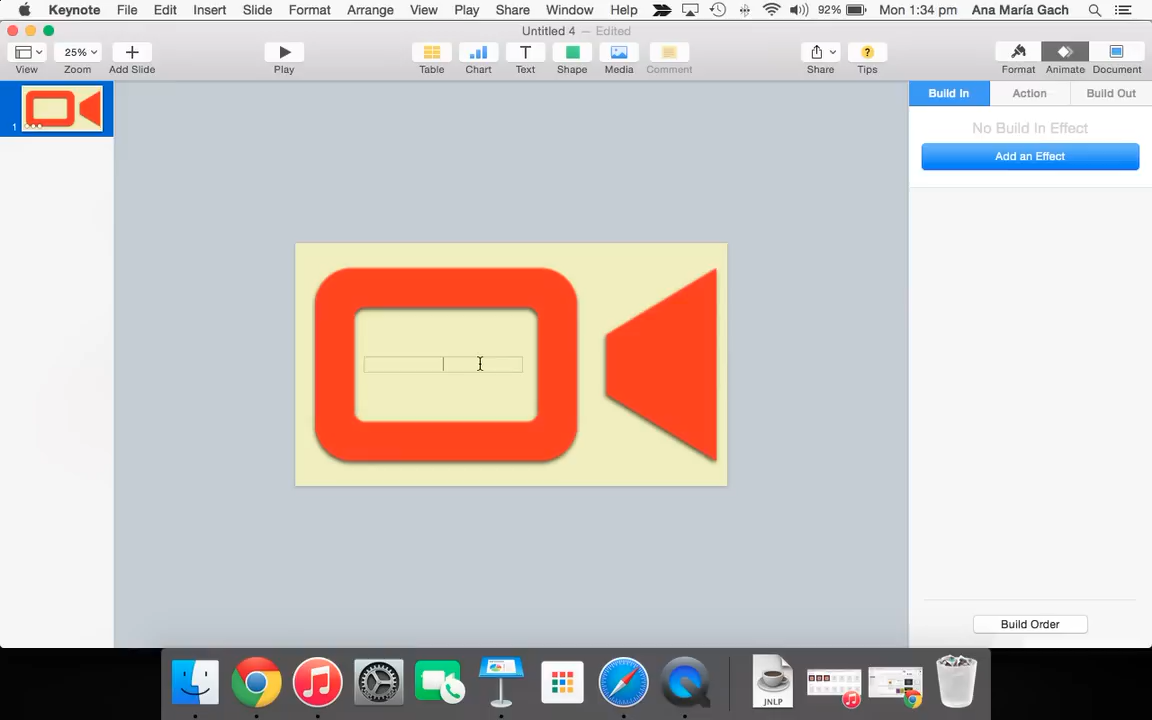 Keynote File Edit Insert Slide Format Arrange View Play Share Window Help 92% Mon 1:34 pm Ana María Gach
Untitled 4 — Edited
25%
View Zoom Add Slide Play Table Chart Text Shape Media Comment Share Tips Format Animate Document
Build In Action Build Out
No Build In Effect
Add an Effect
1
Build Order
JNLP